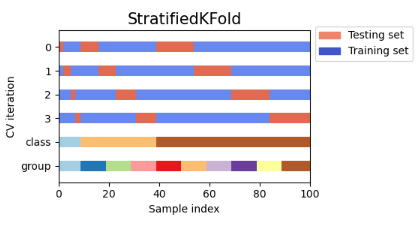 StratifiedKFold
Testing set
Training set
CV iteration
0
1
2
3
class
group
0 20 40 60 80 100
Sample index